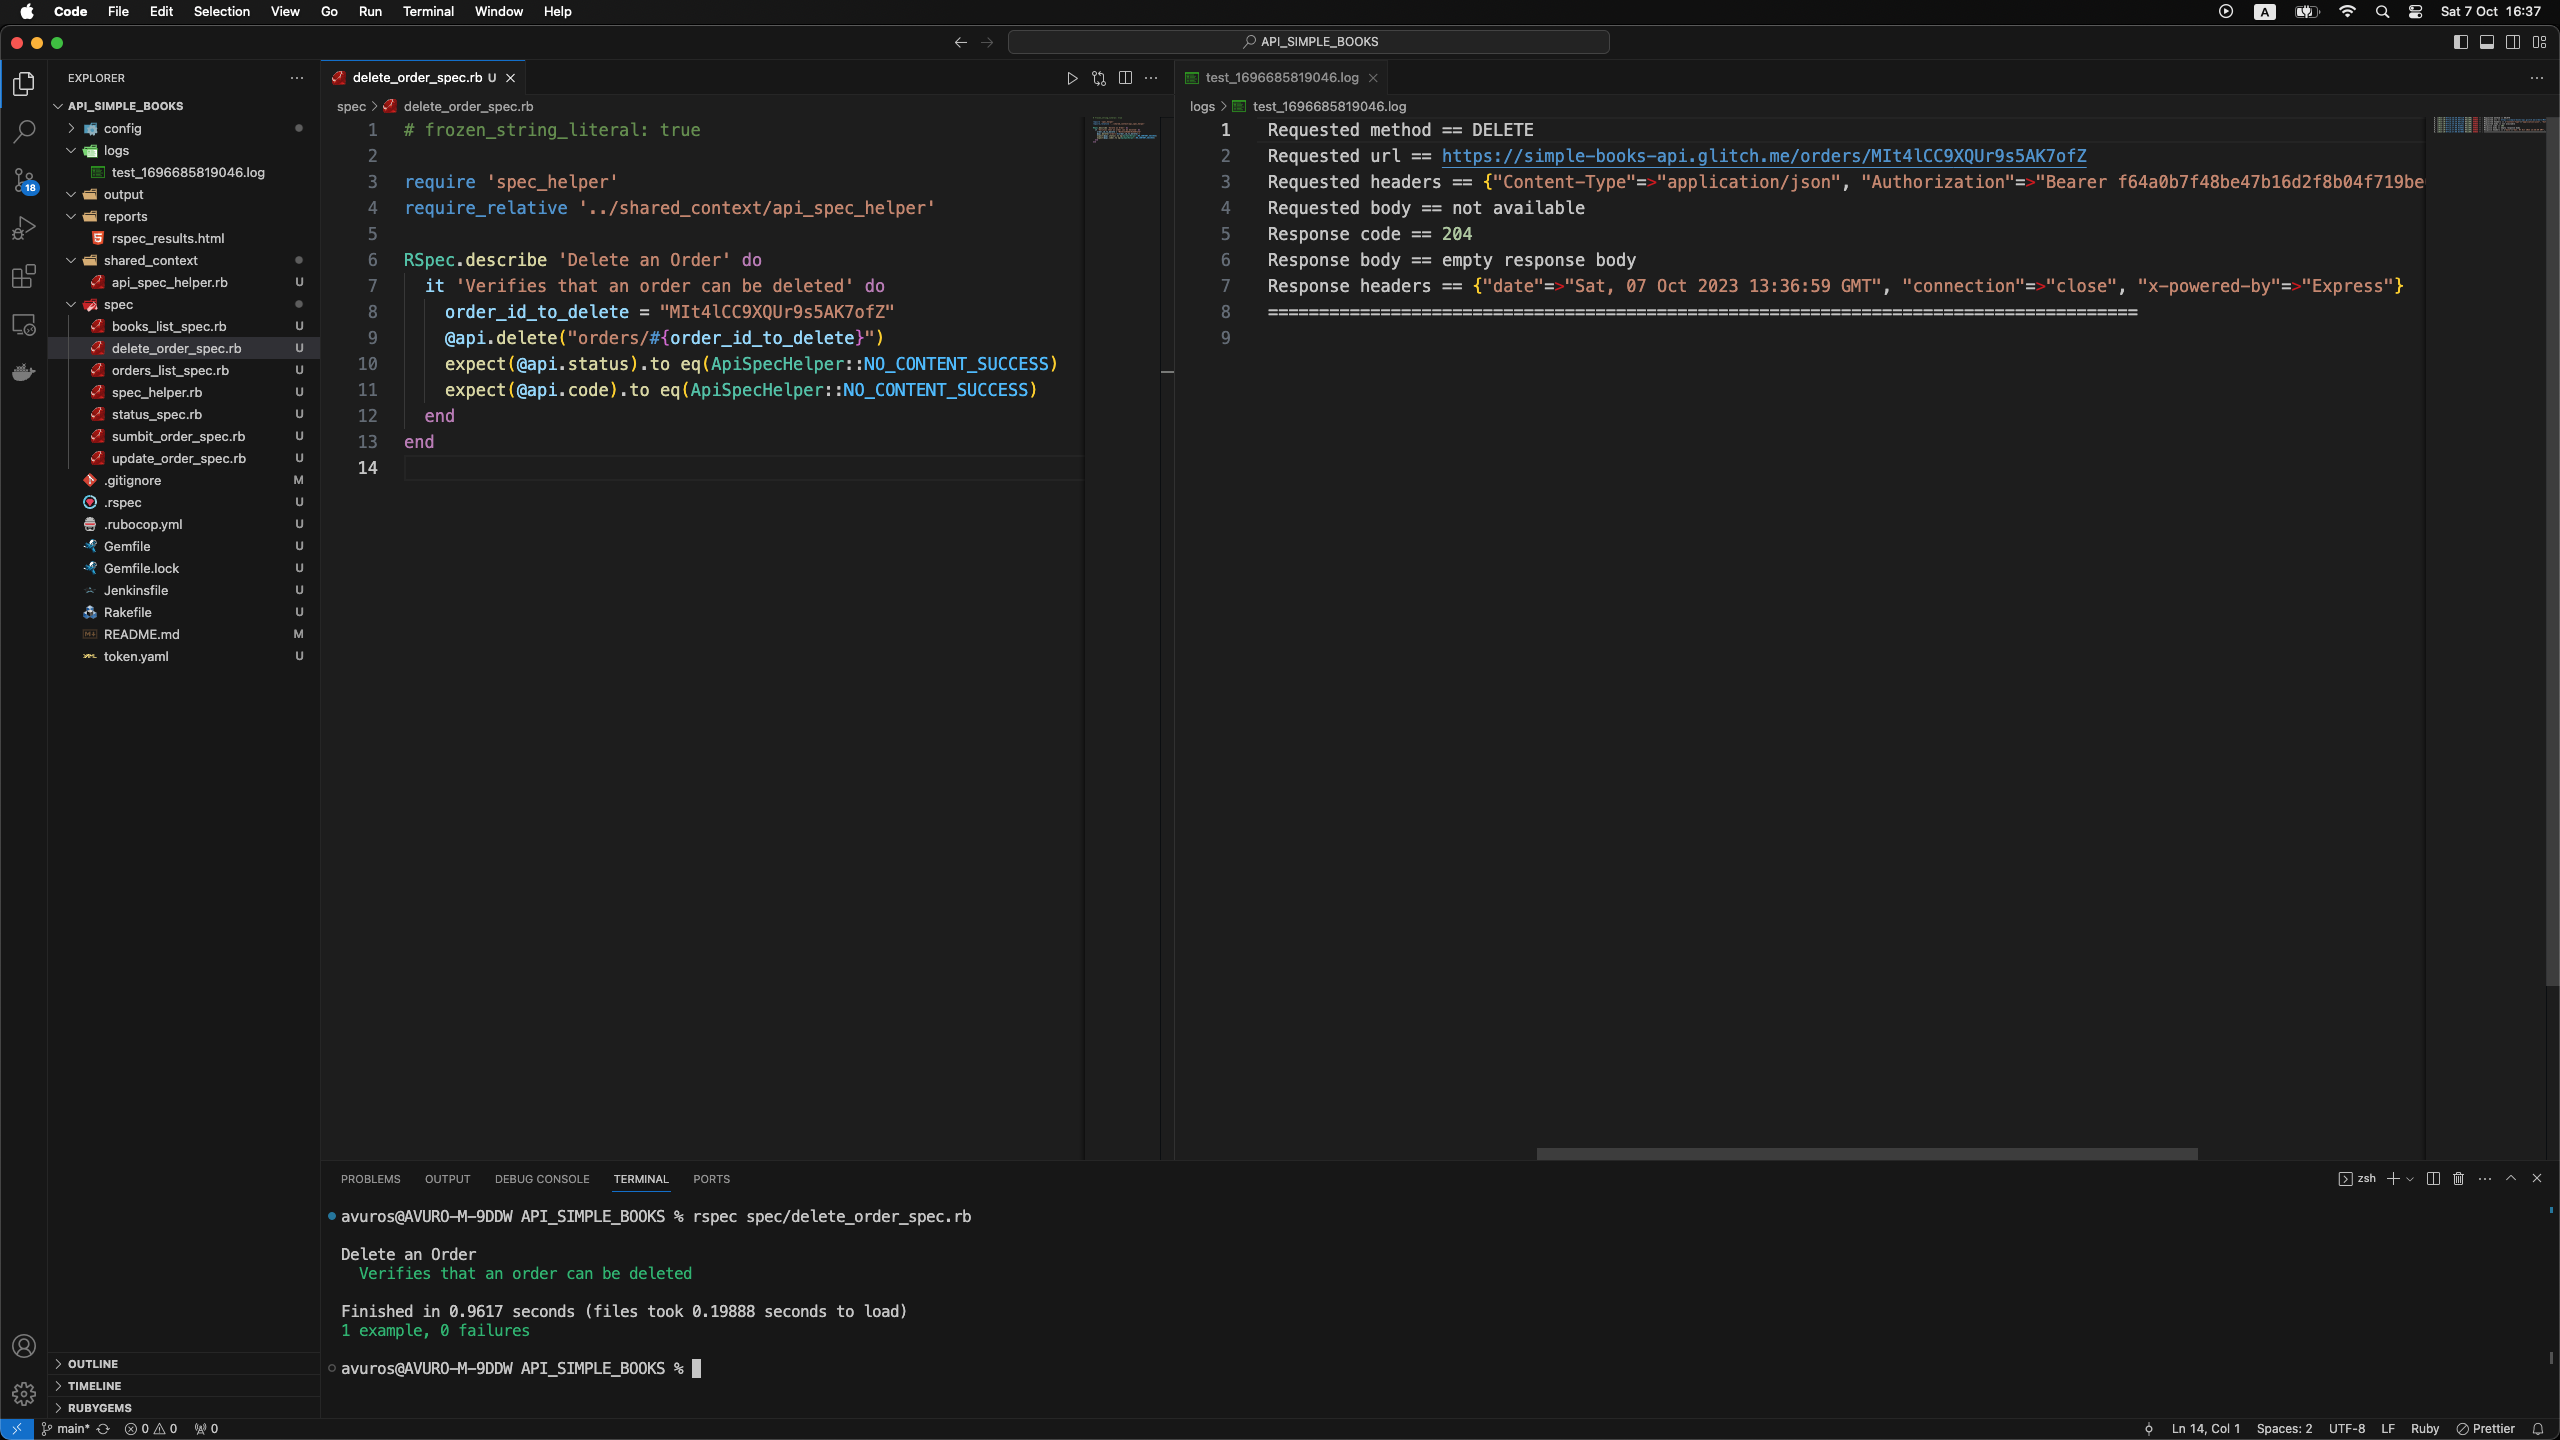 Code File Edit Selection View Go Run Terminal Window Help
A
Sat 7 Oct 16:37
API_SIMPLE_BOOKS
EXPLORER
API_SIMPLE_BOOKS
config
logs
test_1696685819046.log
output
reports
rspec_results.html
shared_context
api_spec_helper.rb U
spec
books_list_spec.rb U
delete_order_spec.rb U
orders_list_spec.rb U
spec_helper.rb U
status_spec.rb U
sumbit_order_spec.rb U
update_order_spec.rb U
.gitignore M
.rspec U
.rubocop.yml U
Gemfile U
Gemfile.lock U
Jenkinsfile U
Rakefile U
README.md M
token.yaml U
18
OUTLINE
TIMELINE
RUBYGEMS
delete_order_spec.rb U
spec > delete_order_spec.rb
1 # frozen_string_literal: true
2
3 require 'spec_helper'
4 require_relative '../shared_context/api_spec_helper'
5
6 RSpec.describe 'Delete an Order' do
7 it 'Verifies that an order can be deleted' do
8 order_id_to_delete = "MIt4lCC9XQUr9s5AK7ofZ"
9 @api.delete("orders/#{order_id_to_delete}")
10 expect(@api.status).to eq(ApiSpecHelper::NO_CONTENT_SUCCESS)
11 expect(@api.code).to eq(ApiSpecHelper::NO_CONTENT_SUCCESS)
12 end
13 end
14
test_1696685819046.log
logs > test_1696685819046.log
1 Requested method == DELETE
2 Requested url == https://simple-books-api.glitch.me/orders/MIt4lCC9XQUr9s5AK7ofZ
3 Requested headers == {"Content-Type"=>"application/json", "Authorization"=>"Bearer f64a0b7f48be47b16d2f8b04f719be
4 Requested body == not available
5 Response code == 204
6 Response body == empty response body
7 Response headers == {"date"=>"Sat, 07 Oct 2023 13:36:59 GMT", "connection"=>"close", "x-powered-by"=>"Express"}
8 =====================================================================================
9
PROBLEMS OUTPUT DEBUG CONSOLE TERMINAL PORTS
zsh
avuros@AVURO-M-9DDW API_SIMPLE_BOOKS % rspec spec/delete_order_spec.rb
Delete an Order
Verifies that an order can be deleted
Finished in 0.9617 seconds (files took 0.19888 seconds to load)
1 example, 0 failures
avuros@AVURO-M-9DDW API_SIMPLE_BOOKS %
main* 0 0 0
Ln 14, Col 1 Spaces: 2 UTF-8 LF Ruby Prettier